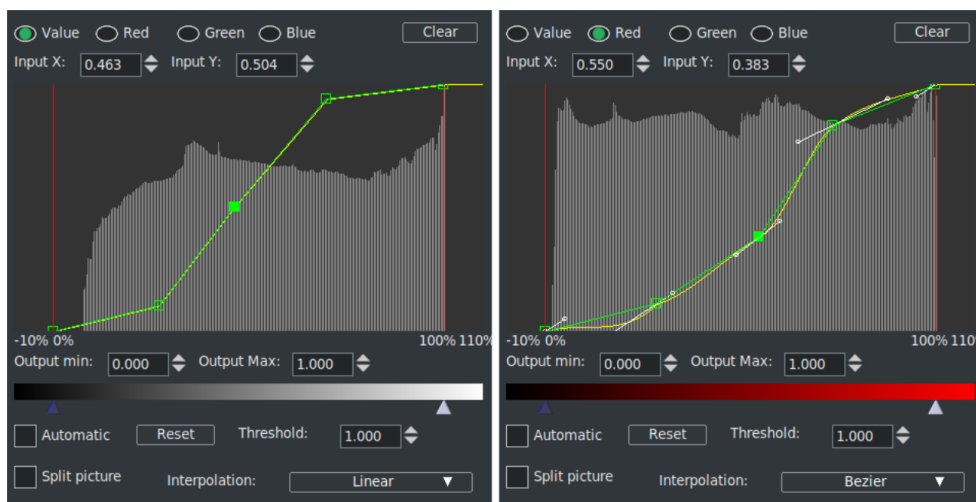 Value Red Green Blue Clear
Input X: 0.463 Input Y: 0.504
-10% 0% 100% 110%
Output min: 0.000 Output Max: 1.000
Automatic Reset Threshold: 1.000
Split picture Interpolation: Linear
Value Red Green Blue Clear
Input X: 0.550 Input Y: 0.383
-10% 0% 100% 110
Output min: 0.000 Output Max: 1.000
Automatic Reset Threshold: 1.000
Split picture Interpolation: Bezier